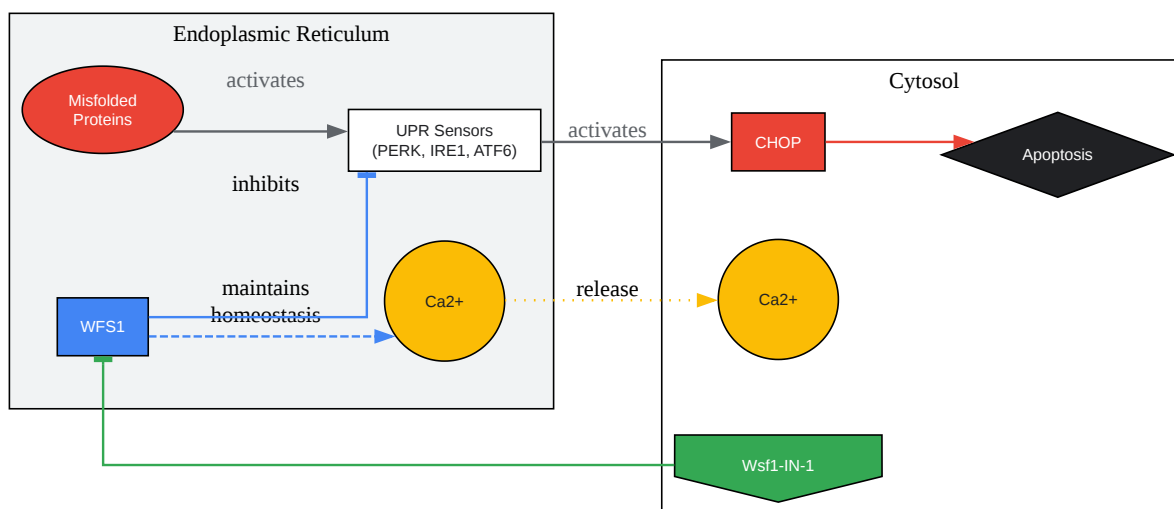 Endoplasmic Reticulum
Misfolded
Proteins
activates
UPR Sensors
(PERK, IRE1, ATF6)
inhibits
maintains
homeostasis
WFS1
Ca2+
activates
release
Cytosol
CHOP
Apoptosis
Ca2+
Wsf1-IN-1